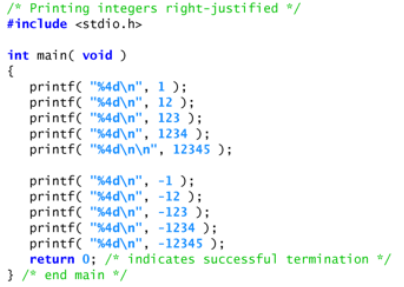 /* Printing integers right-justified */
#include <stdio.h>
int main( void )
{
printf( "%4d\n", 1 );
printf( "%4d\n", 12 );
printf( "%4d\n", 123 );
printf( "%4d\n", 1234 );
printf( "%4d\n\n", 12345 );
printf( "%4d\n", -1 );
printf( "%4d\n", -12 );
printf( "%4d\n", -123 );
printf( "%4d\n", -1234 );
printf( "%4d\n", -12345 );
return 0; /* indicates successful termination */
} /* end main */